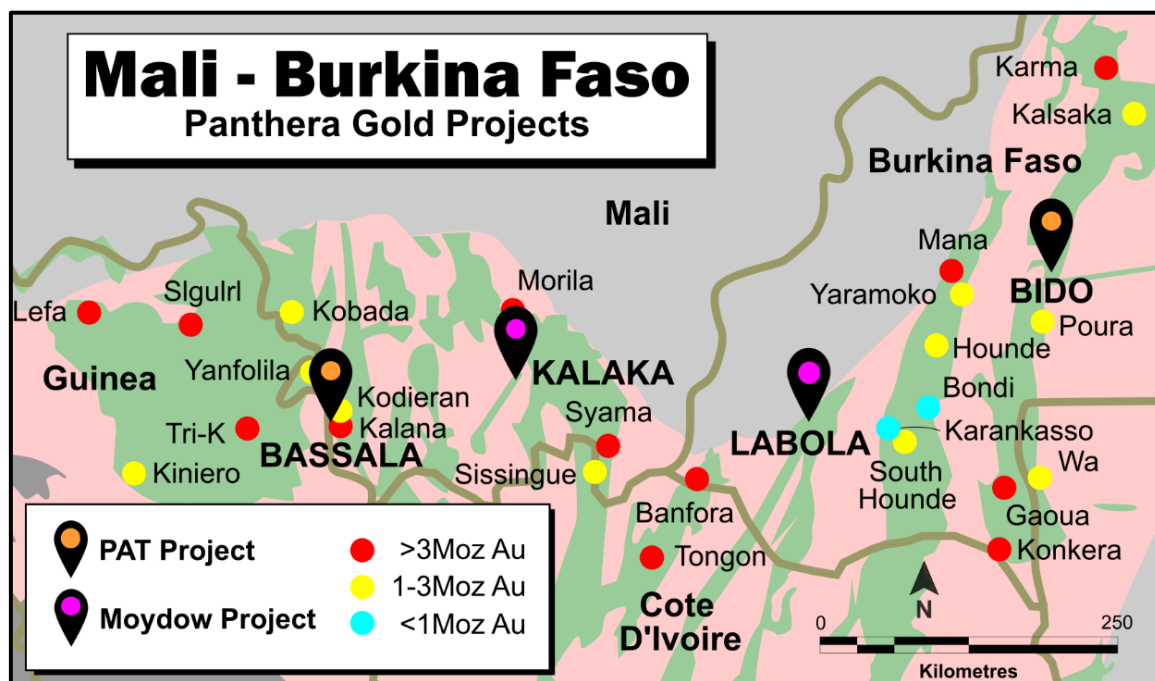 Mali - Burkina Faso
Panthera Gold Projects
Karma
Kalsaka
Burkina Faso
Mali
Mana
Yaramoko
BIDO
Poura
Hounde
Bondi
Karankasso
Wa
LABOLA
South
Hounde
Gaoua
Konkera
Morila
KALAKA
Syama
Sissingue
Banfora
Tongon
Cote
D'Ivoire
Lefa
Slgulrl
Kobada
Guinea
Yanfolila
Kodieran
Tri-K
Kalana
BASSALA
Kiniero
PAT Project
Moydow Project
>3Moz Au
1-3Moz Au
<1Moz Au
N
0
250
Kilometres